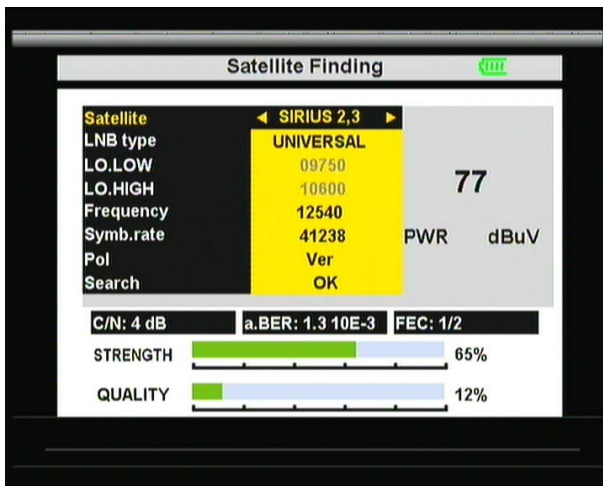 Satellite Finding
Satellite SIRIUS 2,3
LNB type UNIVERSAL
LO.LOW 09750
LO.HIGH 10600
77
Frequency 12540
Symb.rate 41238 PWR dBuV
Pol Ver
Search OK
C/N: 4 dB a.BER: 1.3 10E-3 FEC: 1/2
STRENGTH 65%
QUALITY 12%